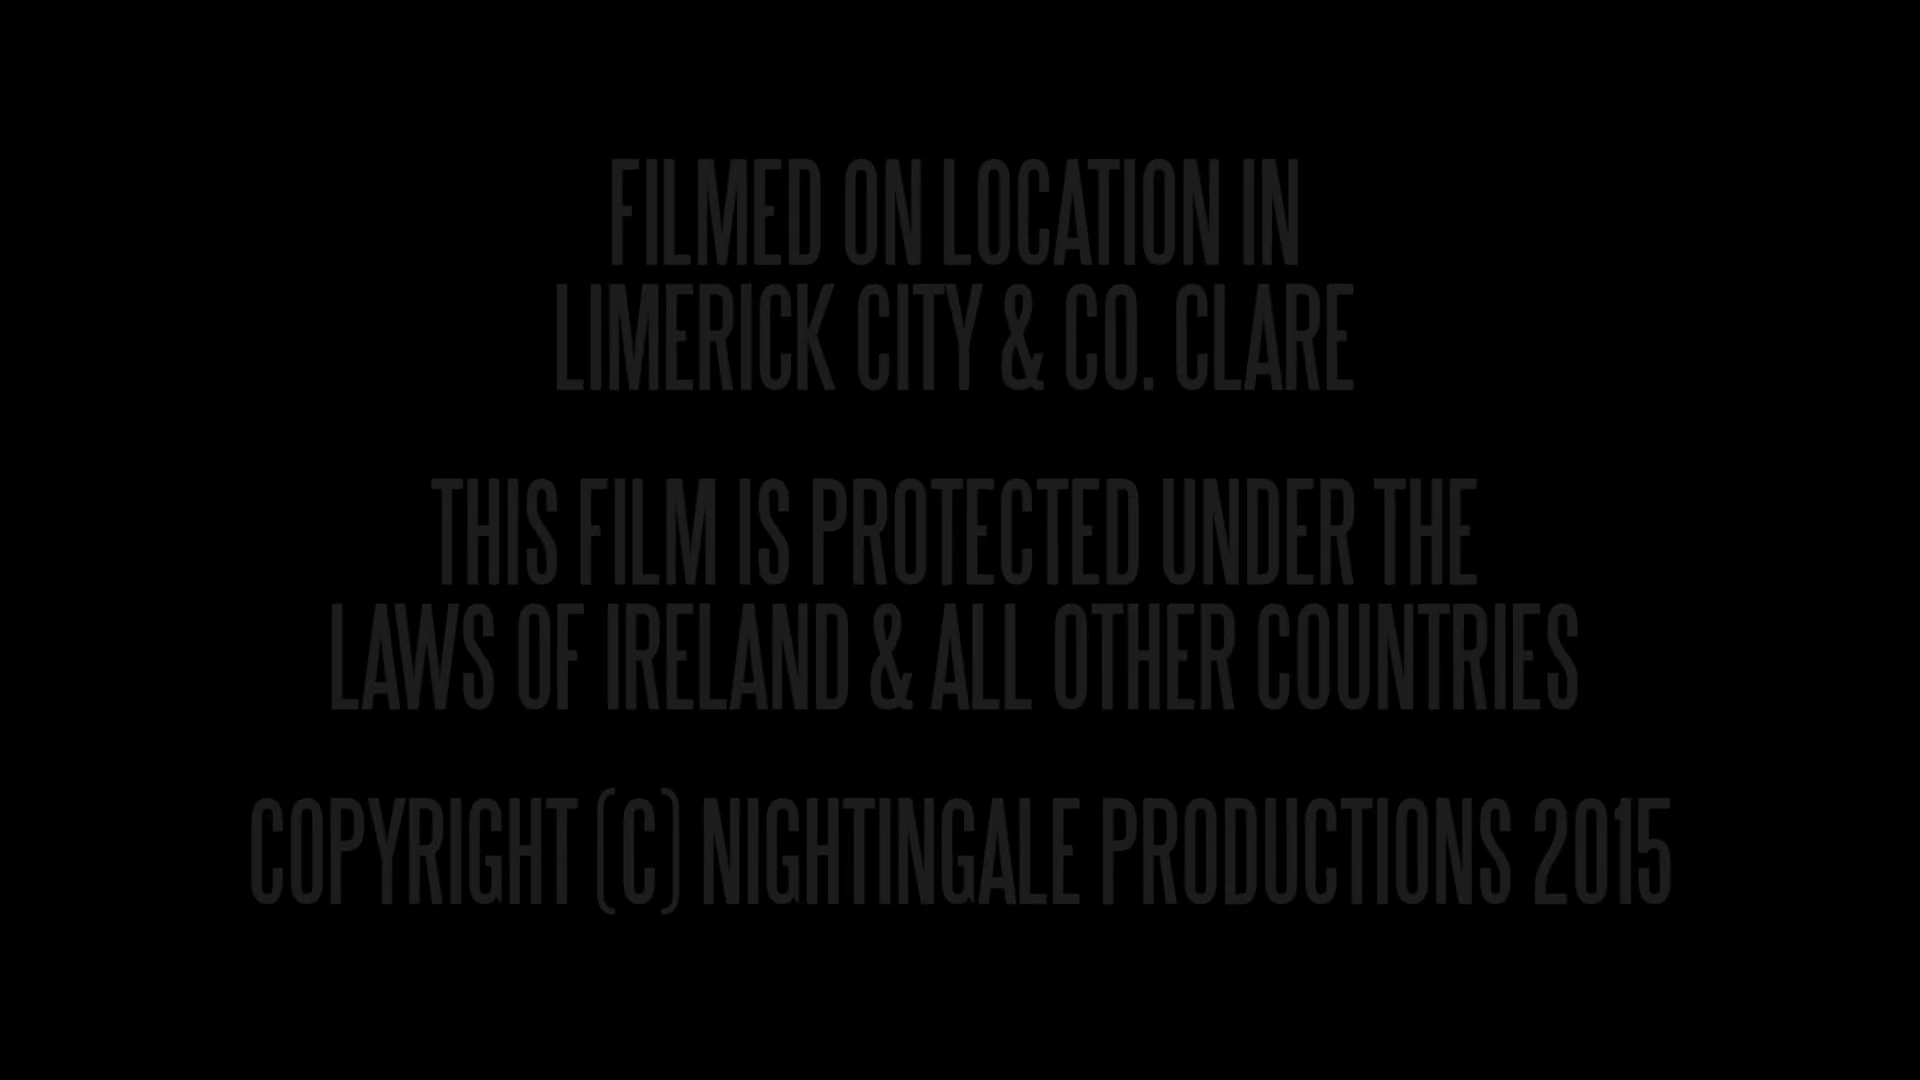 FILMED ON LOCATION IN
LIMERICK CITY & CO. CLARE
THIS FILM IS PROTECTED UNDER THE
LAWS OF IRELAND & ALL OTHER COUNTRIES
COPYRIGHT (C) NIGHTINGALE PRODUCTIONS 2015